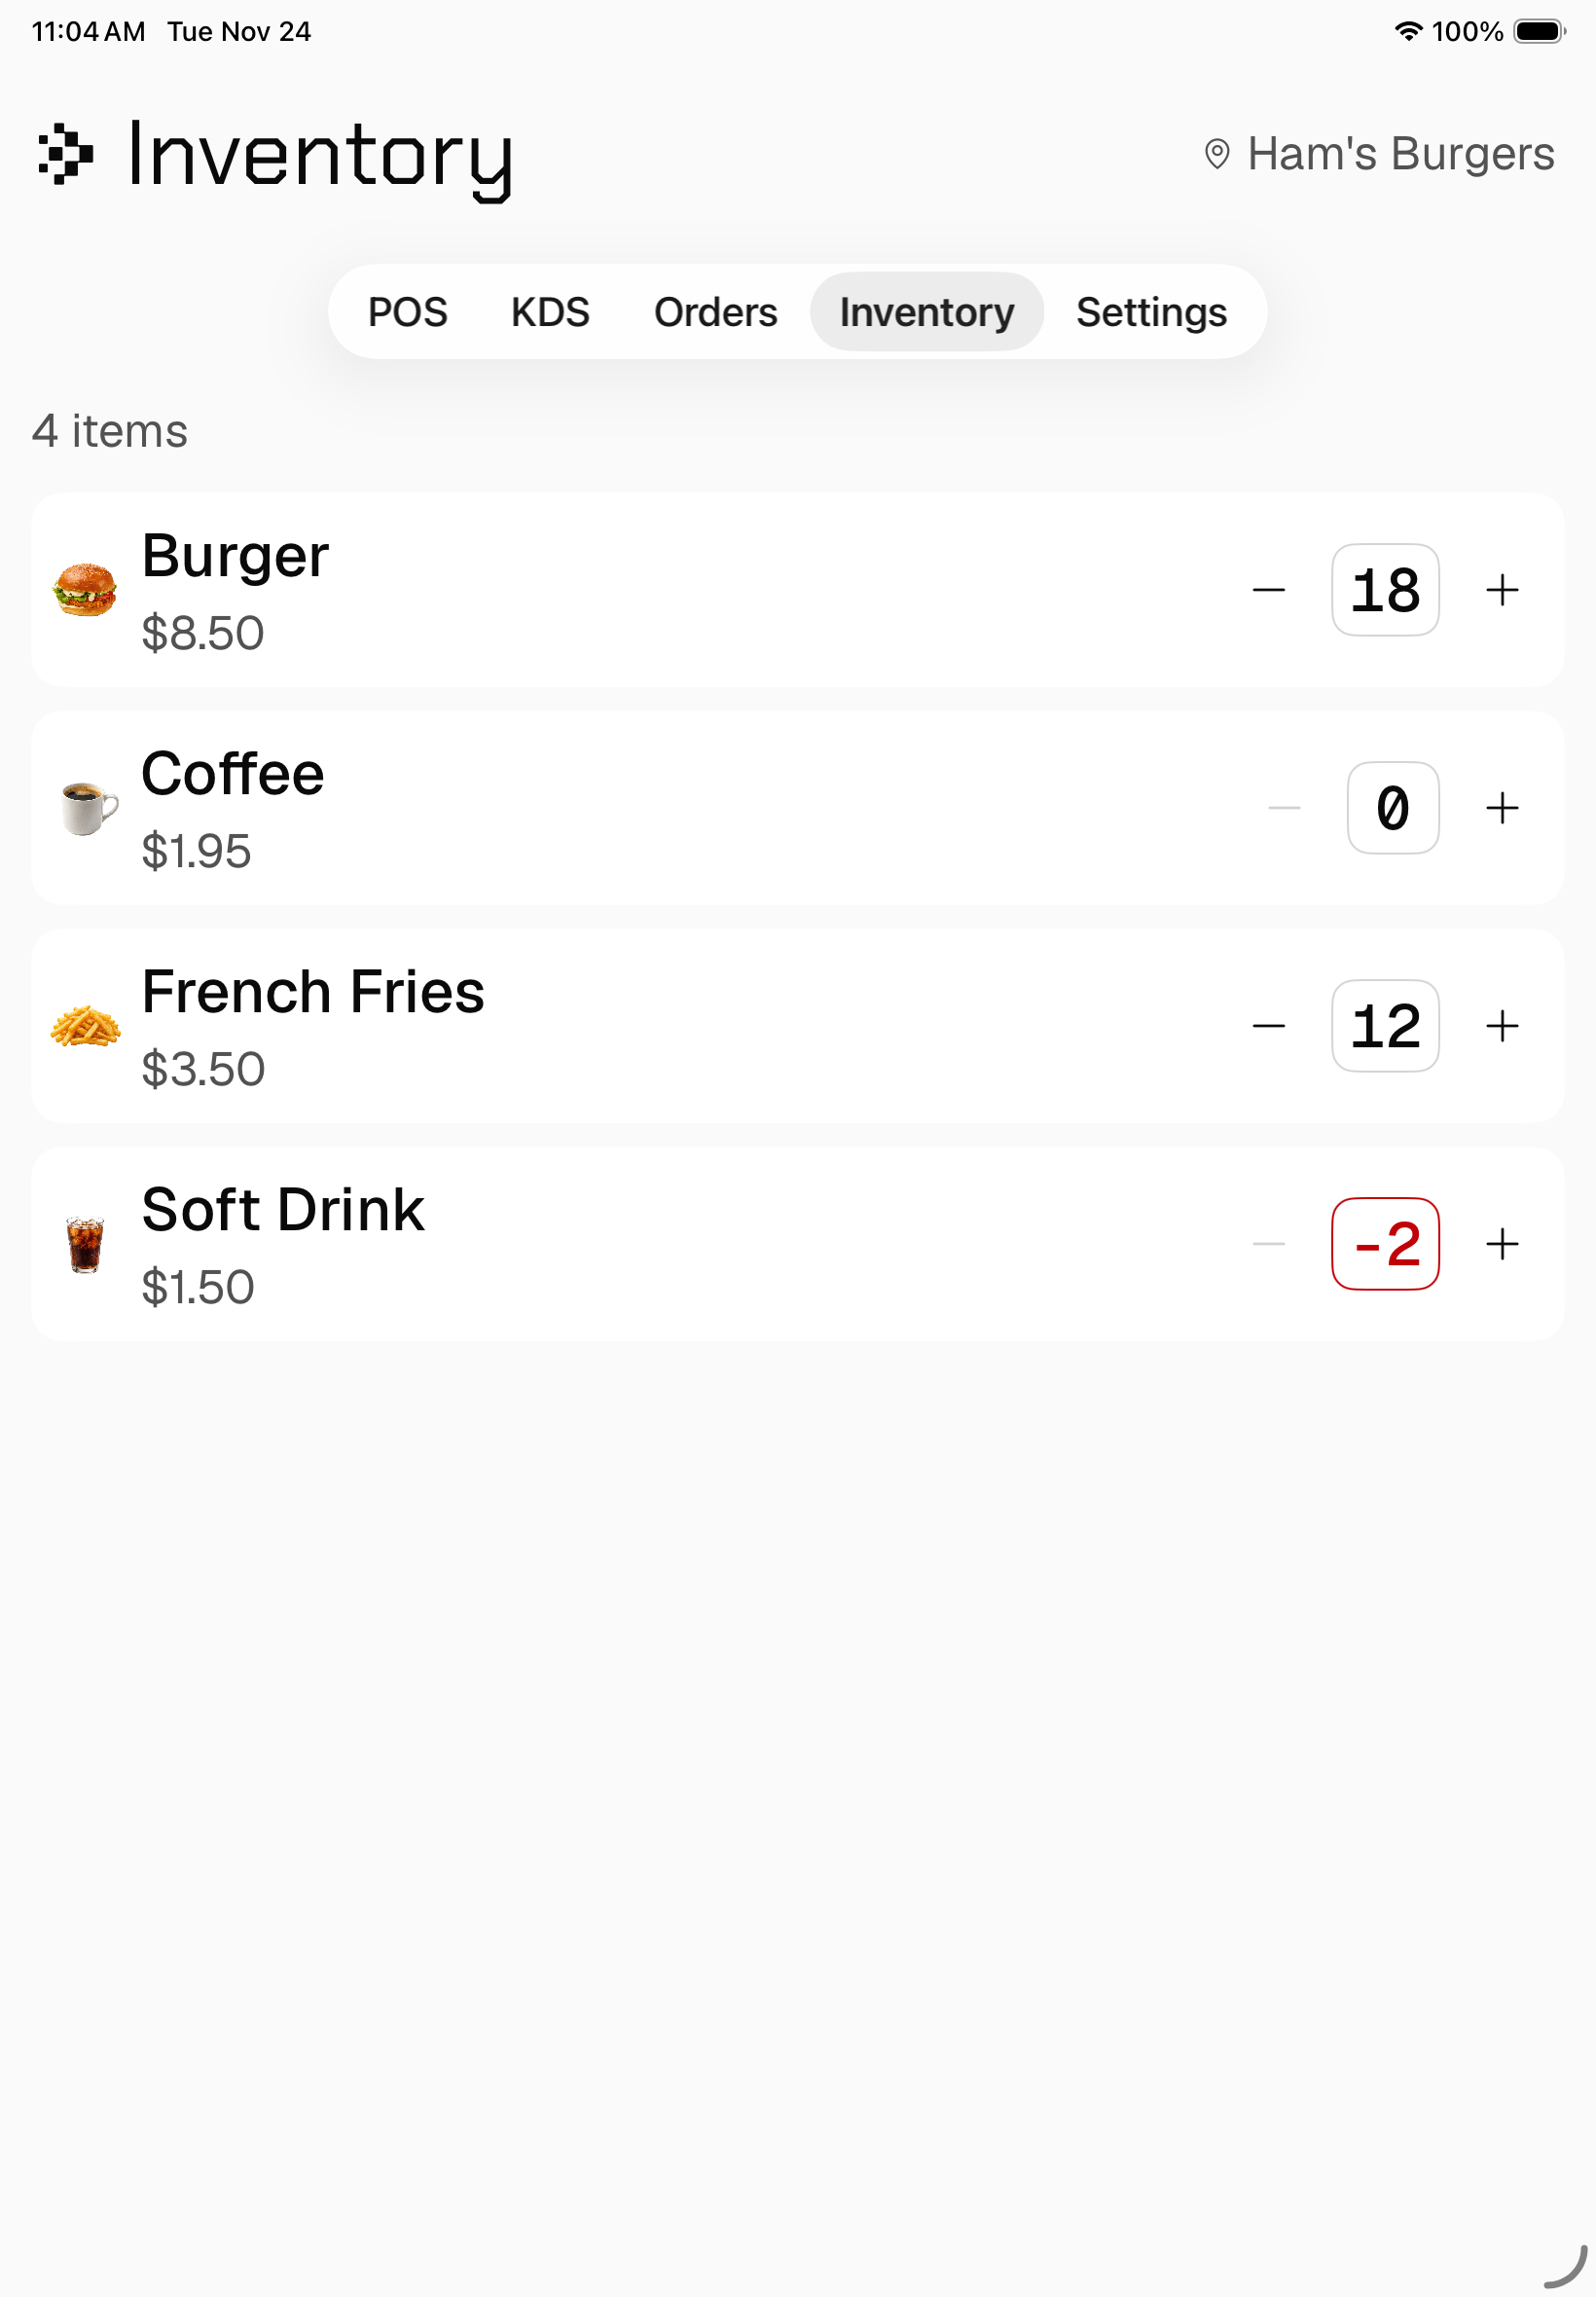 11:04 AM Tue Nov 24 100%
Inventory Ham's Burgers
POS KDS Orders Inventory Settings
4 items
Burger
$8.50
− 18 +
Coffee
$1.95
− 0 +
French Fries
$3.50
− 12 +
Soft Drink
$1.50
− -2 +